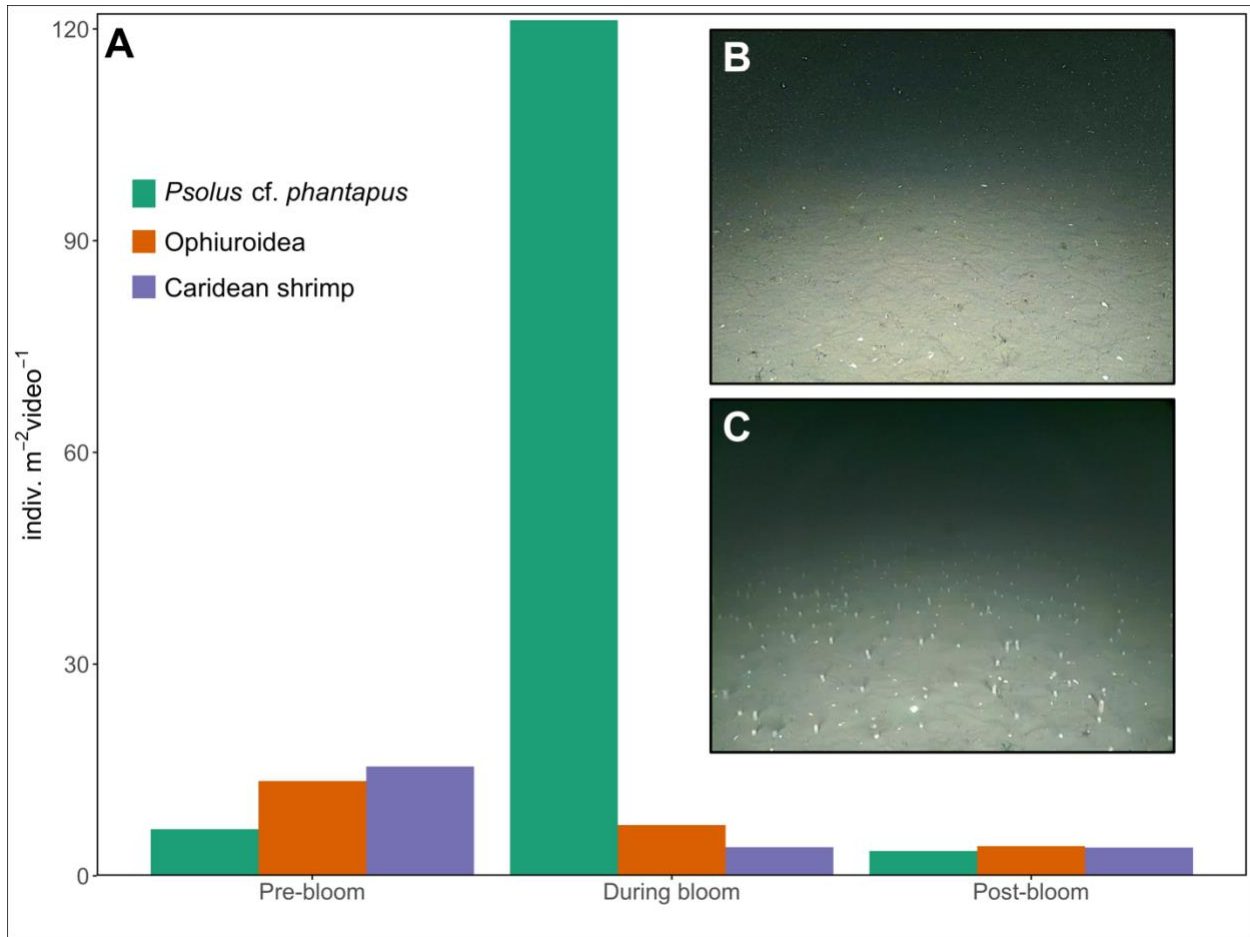 A
B
C
Psolus cf. phantapus
Ophiuroidea
Caridean shrimp
indiv. m⁻²video⁻¹
120
90
60
30
0
Pre-bloom
During bloom
Post-bloom